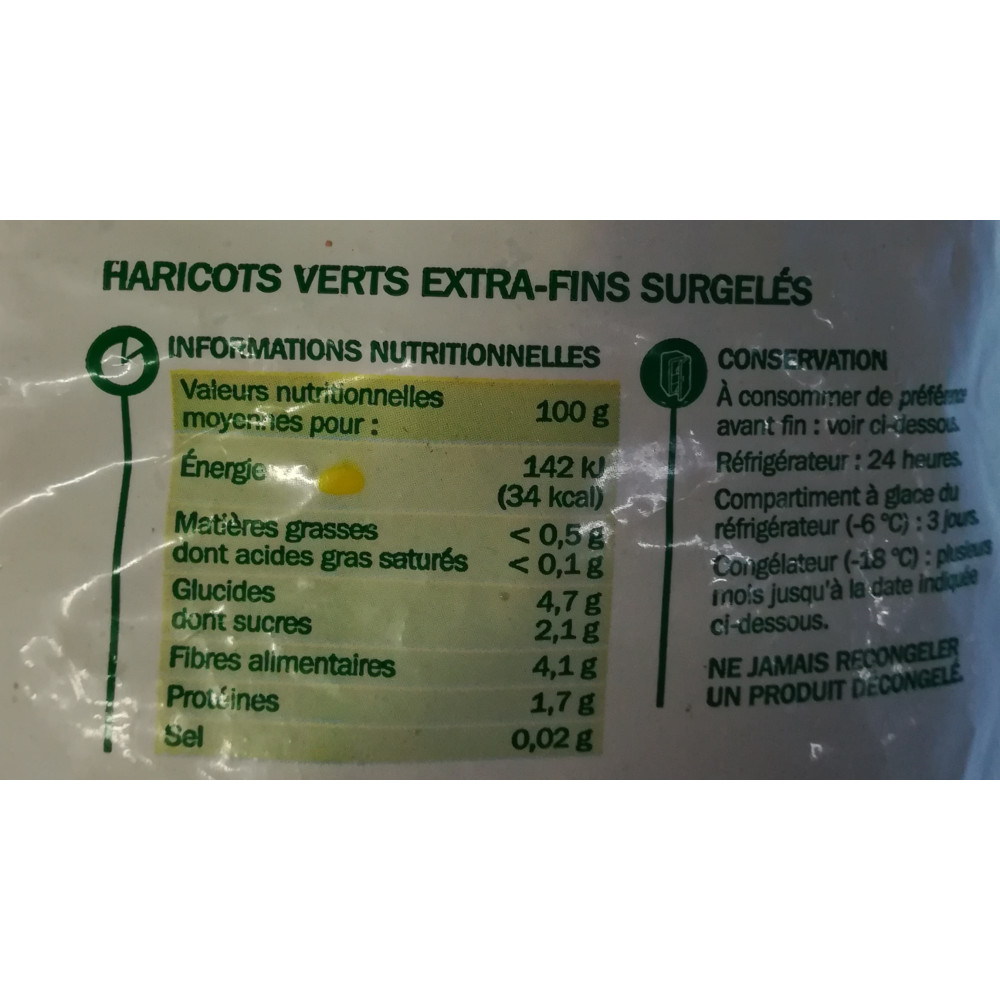 HARICOTS VERTS EXTRA-FINS SURGELÉS
INFORMATIONS NUTRITIONNELLES
Valeurs nutritionnelles
moyennes pour : 100 g
Énergie 142 kJ
(34 kcal)
Matières grasses < 0,5 g
dont acides gras saturés < 0,1 g
Glucides 4,7 g
dont sucres 2,1 g
Fibres alimentaires 4,1 g
Protéines 1,7 g
Sel 0,02 g
CONSERVATION
À consommer de préférence
avant fin : voir ci-dessous.
Réfrigérateur : 24 heures.
Compartiment à glace du
réfrigérateur (-6 °C) : 3 jours.
Congélateur (-18 °C) : plusieurs
mois jusqu'à la date indiquée
ci-dessous.
NE JAMAIS RECONGELER
UN PRODUIT DÉCONGELÉ.